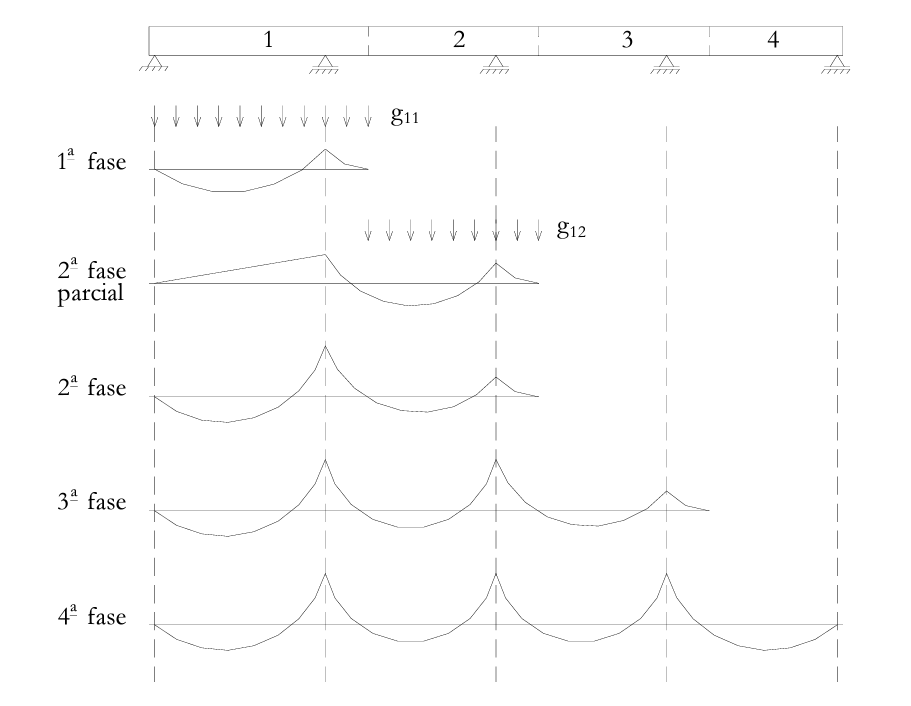 1 2 3 4
g11
1ª fase
g12
2ª fase
parcial
2ª fase
3ª fase
4ª fase